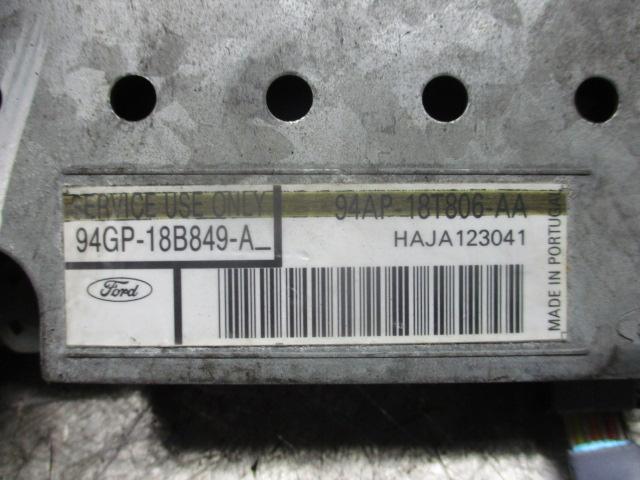 SERVICE USE ONLY
94GP-18B849-A_
94AP-18T806-AA
HAJA123041
Ford
MADE IN PORTUGAL